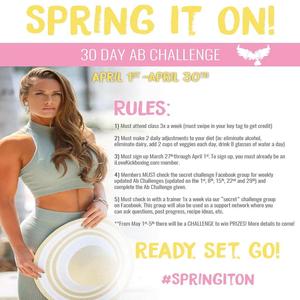 SPRING IT ON!
30 DAY AB CHALLENGE
APRIL 1ST -APRIL 30TH
RULES:
1) Must attend class 3x a week (must swipe in your key tag to get credit)
2) Must make 2 daily adjustments to your diet (ie: eliminate alcohol,
eliminate dairy, add 2 cups of veggies each day, drink 8 glasses of water a day)
3) Must sign up March 27th through April 1st. To sign up, you must already be an
iLoveKickboxing.com member.
4) Members MUST check the secret challenge Facebook group for weekly
updated Ab Challenges (updated on the 1st, 8th, 15th, 22nd and 29th) and
complete the Ab Challenge given.
5) Must check in with a trainer 1x a week via our "secret" challenge group
on Facebook. This group will also be used as a support network where you
can ask questions, post progress, recipe ideas, etc.
**From May 1st-5th there will be a CHALLENGE to win PRIZES! More details to come!
READY. SET. GO!
#SPRINGITON